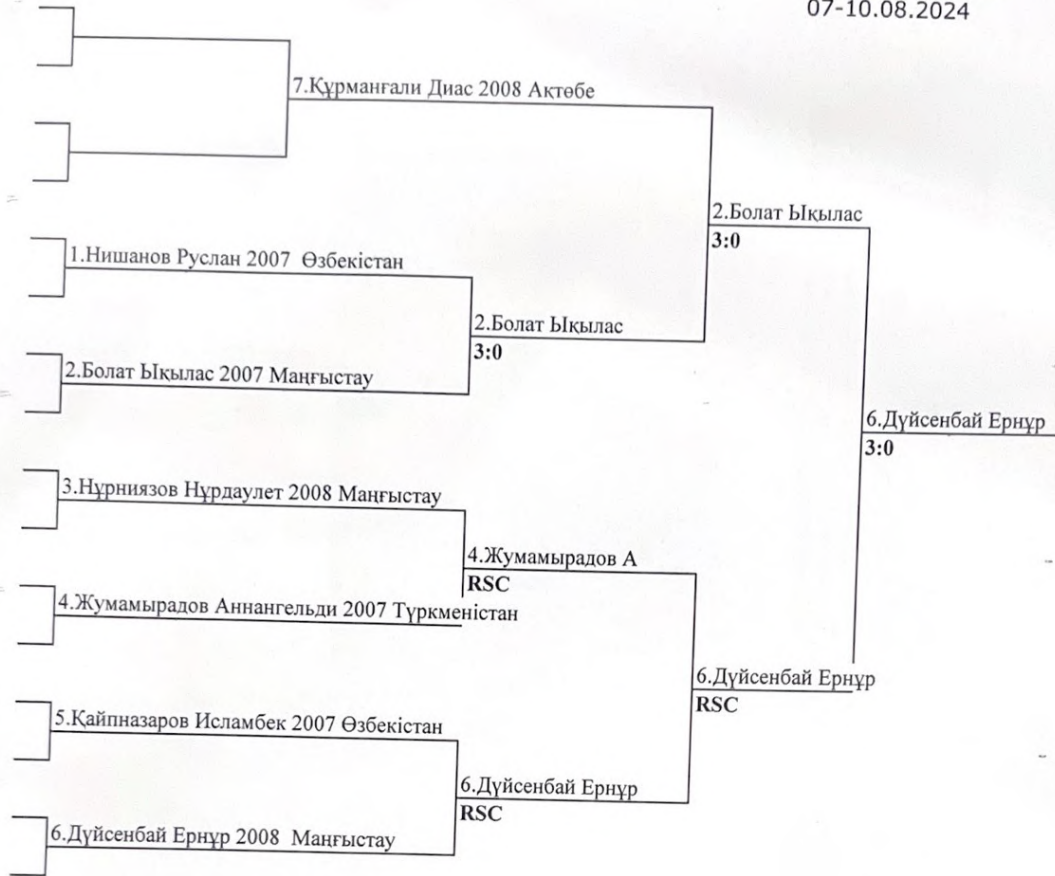 07-10.08.2024
7.Құрманғали Диас 2008 Ақтөбе
2.Болат Ықылас
3:0
1.Нишанов Руслан 2007 Өзбекістан
2.Болат Ықылас
3:0
2.Болат Ықылас 2007 Маңғыстау
6.Дүйсенбай Ернұр
3:0
3.Нұрниязов Нұрдаулет 2008 Маңғыстау
4.Жумамырадов А
RSC
4.Жумамырадов Аннангельди 2007 Түркменістан
6.Дүйсенбай Ернұр
RSC
5.Қайпназаров Исламбек 2007 Өзбекістан
6.Дүйсенбай Ернұр
RSC
6.Дүйсенбай Ернұр 2008 Маңғыстау